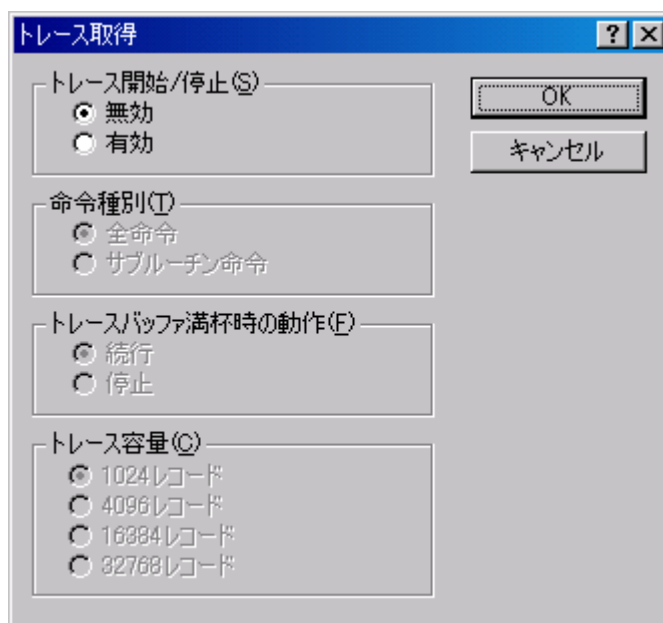 トレース取得
トレース開始/停止(S)
無効
有効
OK
キャンセル
命令種別(T)
全命令
サブルーチン命令
トレースバッファ満杯時の動作(F)
続行
停止
トレース容量(C)
1024レコード
4096レコード
16384レコード
32768レコード